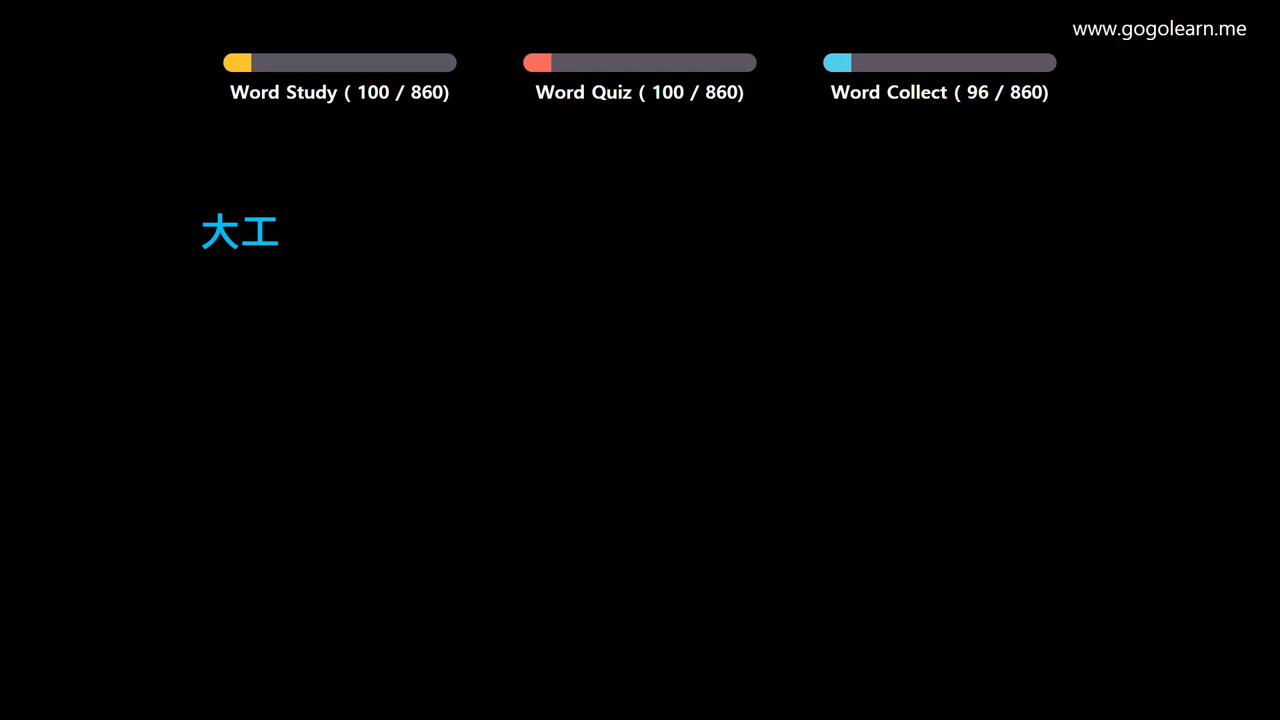 www.gogolearn.me
Word Study ( 100 / 860)
Word Quiz ( 100 / 860)
Word Collect ( 96 / 860)
大工